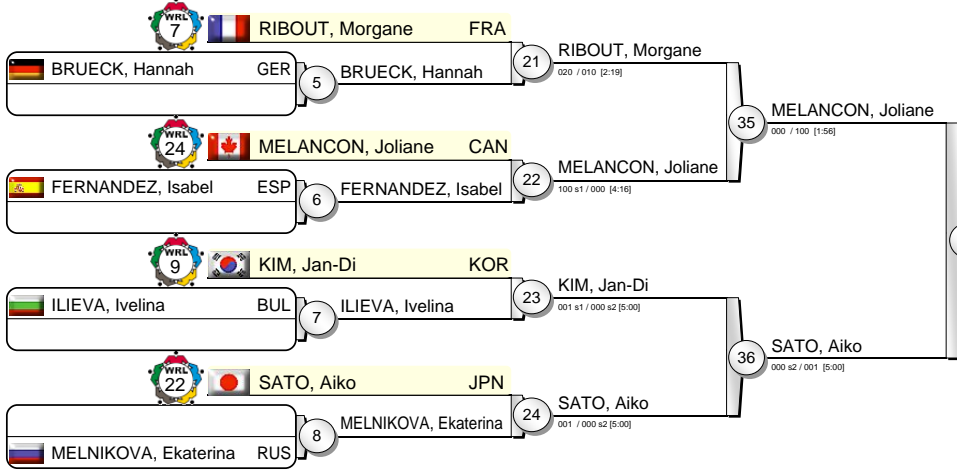 WRL
7
RIBOUT, Morgane FRA
BRUECK, Hannah GER
5
BRUECK, Hannah
21
RIBOUT, Morgane
020 / 010 [2:19]
35
MELANCON, Joliane
000 / 100 [1:56]
WRL
24
MELANCON, Joliane CAN
FERNANDEZ, Isabel ESP
6
FERNANDEZ, Isabel
22
MELANCON, Joliane
100 s1 / 000 [4:16]
WRL
9
KIM, Jan-Di KOR
ILIEVA, Ivelina BUL
7
ILIEVA, Ivelina
23
KIM, Jan-Di
001 s1 / 000 s2 [5:00]
36
SATO, Aiko
000 s2 / 001 [5:00]
WRL
22
SATO, Aiko JPN
8
MELNIKOVA, Ekaterina
24
SATO, Aiko
001 / 000 s2 [5:00]
MELNIKOVA, Ekaterina RUS